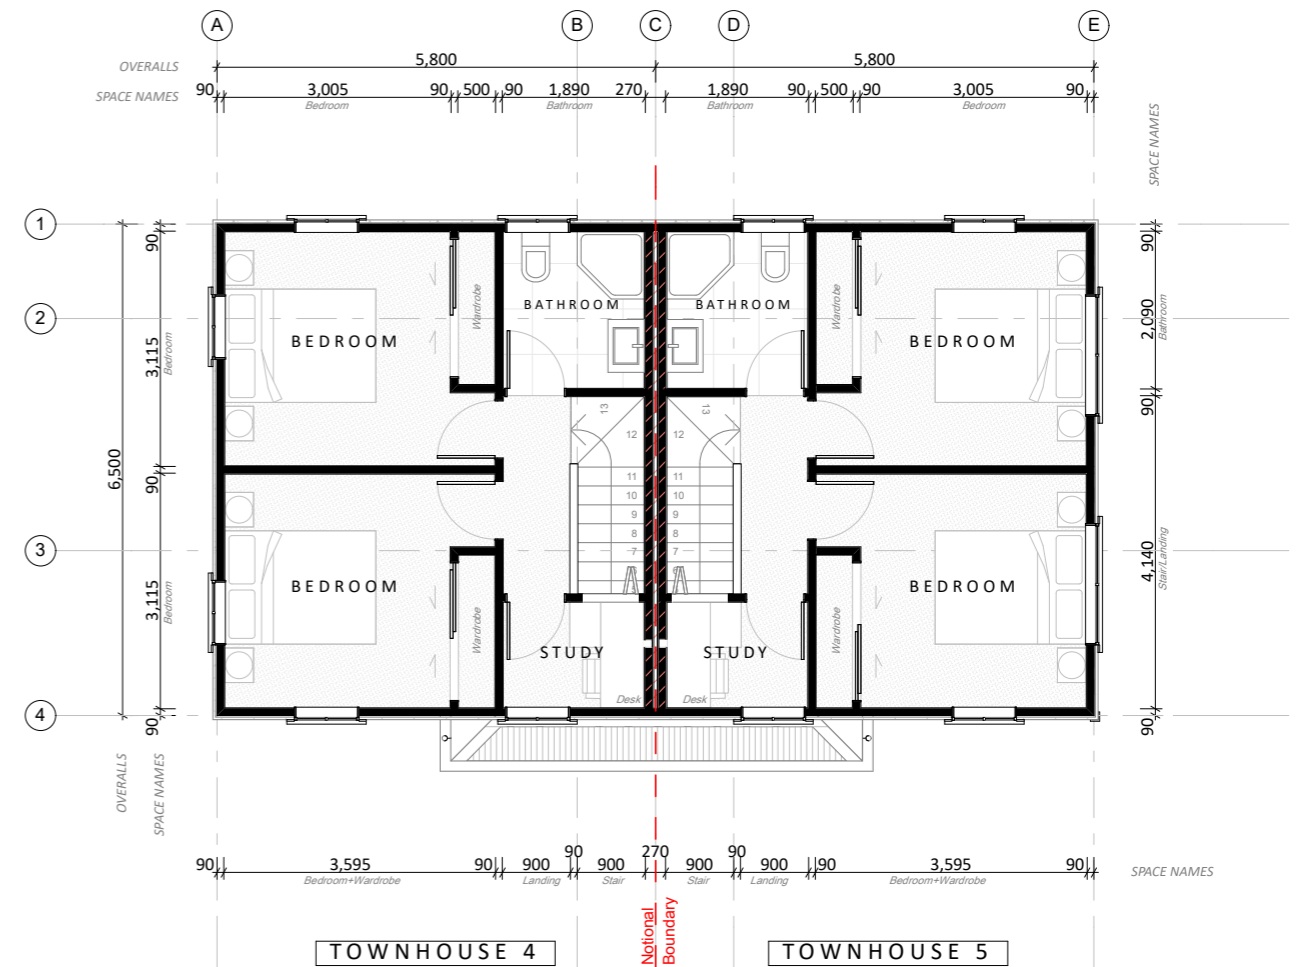 A B C D E
OVERALLS 5,800 5,800
SPACE NAMES 90 3,005 90 500 90 1,890 270 1,890 90 500 90 3,005 90
Bedroom Bathroom Bathroom Bedroom
SPACE NAMES
1
90 90
2
BATHROOM BATHROOM
Wardrobe Wardrobe
2,090
Bathroom
BEDROOM BEDROOM
3,115
Bedroom
13 13
90
12 12
6,500
90
11 11
10 10
9 9
8 8
3
7 7
4,140
Stair/Landing
BEDROOM BEDROOM
3,115
Bedroom
Wardrobe Wardrobe
STUDY STUDY
Desk Desk
4
90 90
OVERALLS
SPACE NAMES
90 270 90
90 3,595 90 900 900 900 900 90 3,595 90
Bedroom+Wardrobe Landing Stair Stair Landing Bedroom+Wardrobe
SPACE NAMES
Notional
Boundary
TOWNHOUSE 4 TOWNHOUSE 5